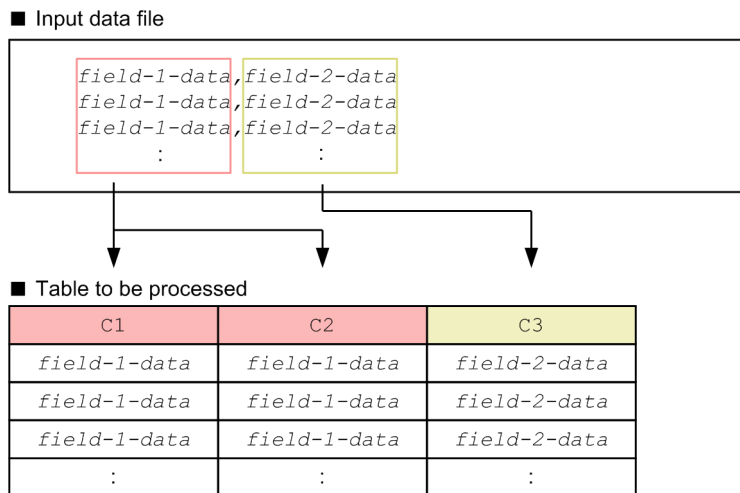 ■ Input data file
field-1-data,field-2-data
field-1-data,field-2-data
field-1-data,field-2-data
: :
■ Table to be processed
C1 C2 C3
field-1-data field-1-data field-2-data
field-1-data field-1-data field-2-data
field-1-data field-1-data field-2-data
: : :